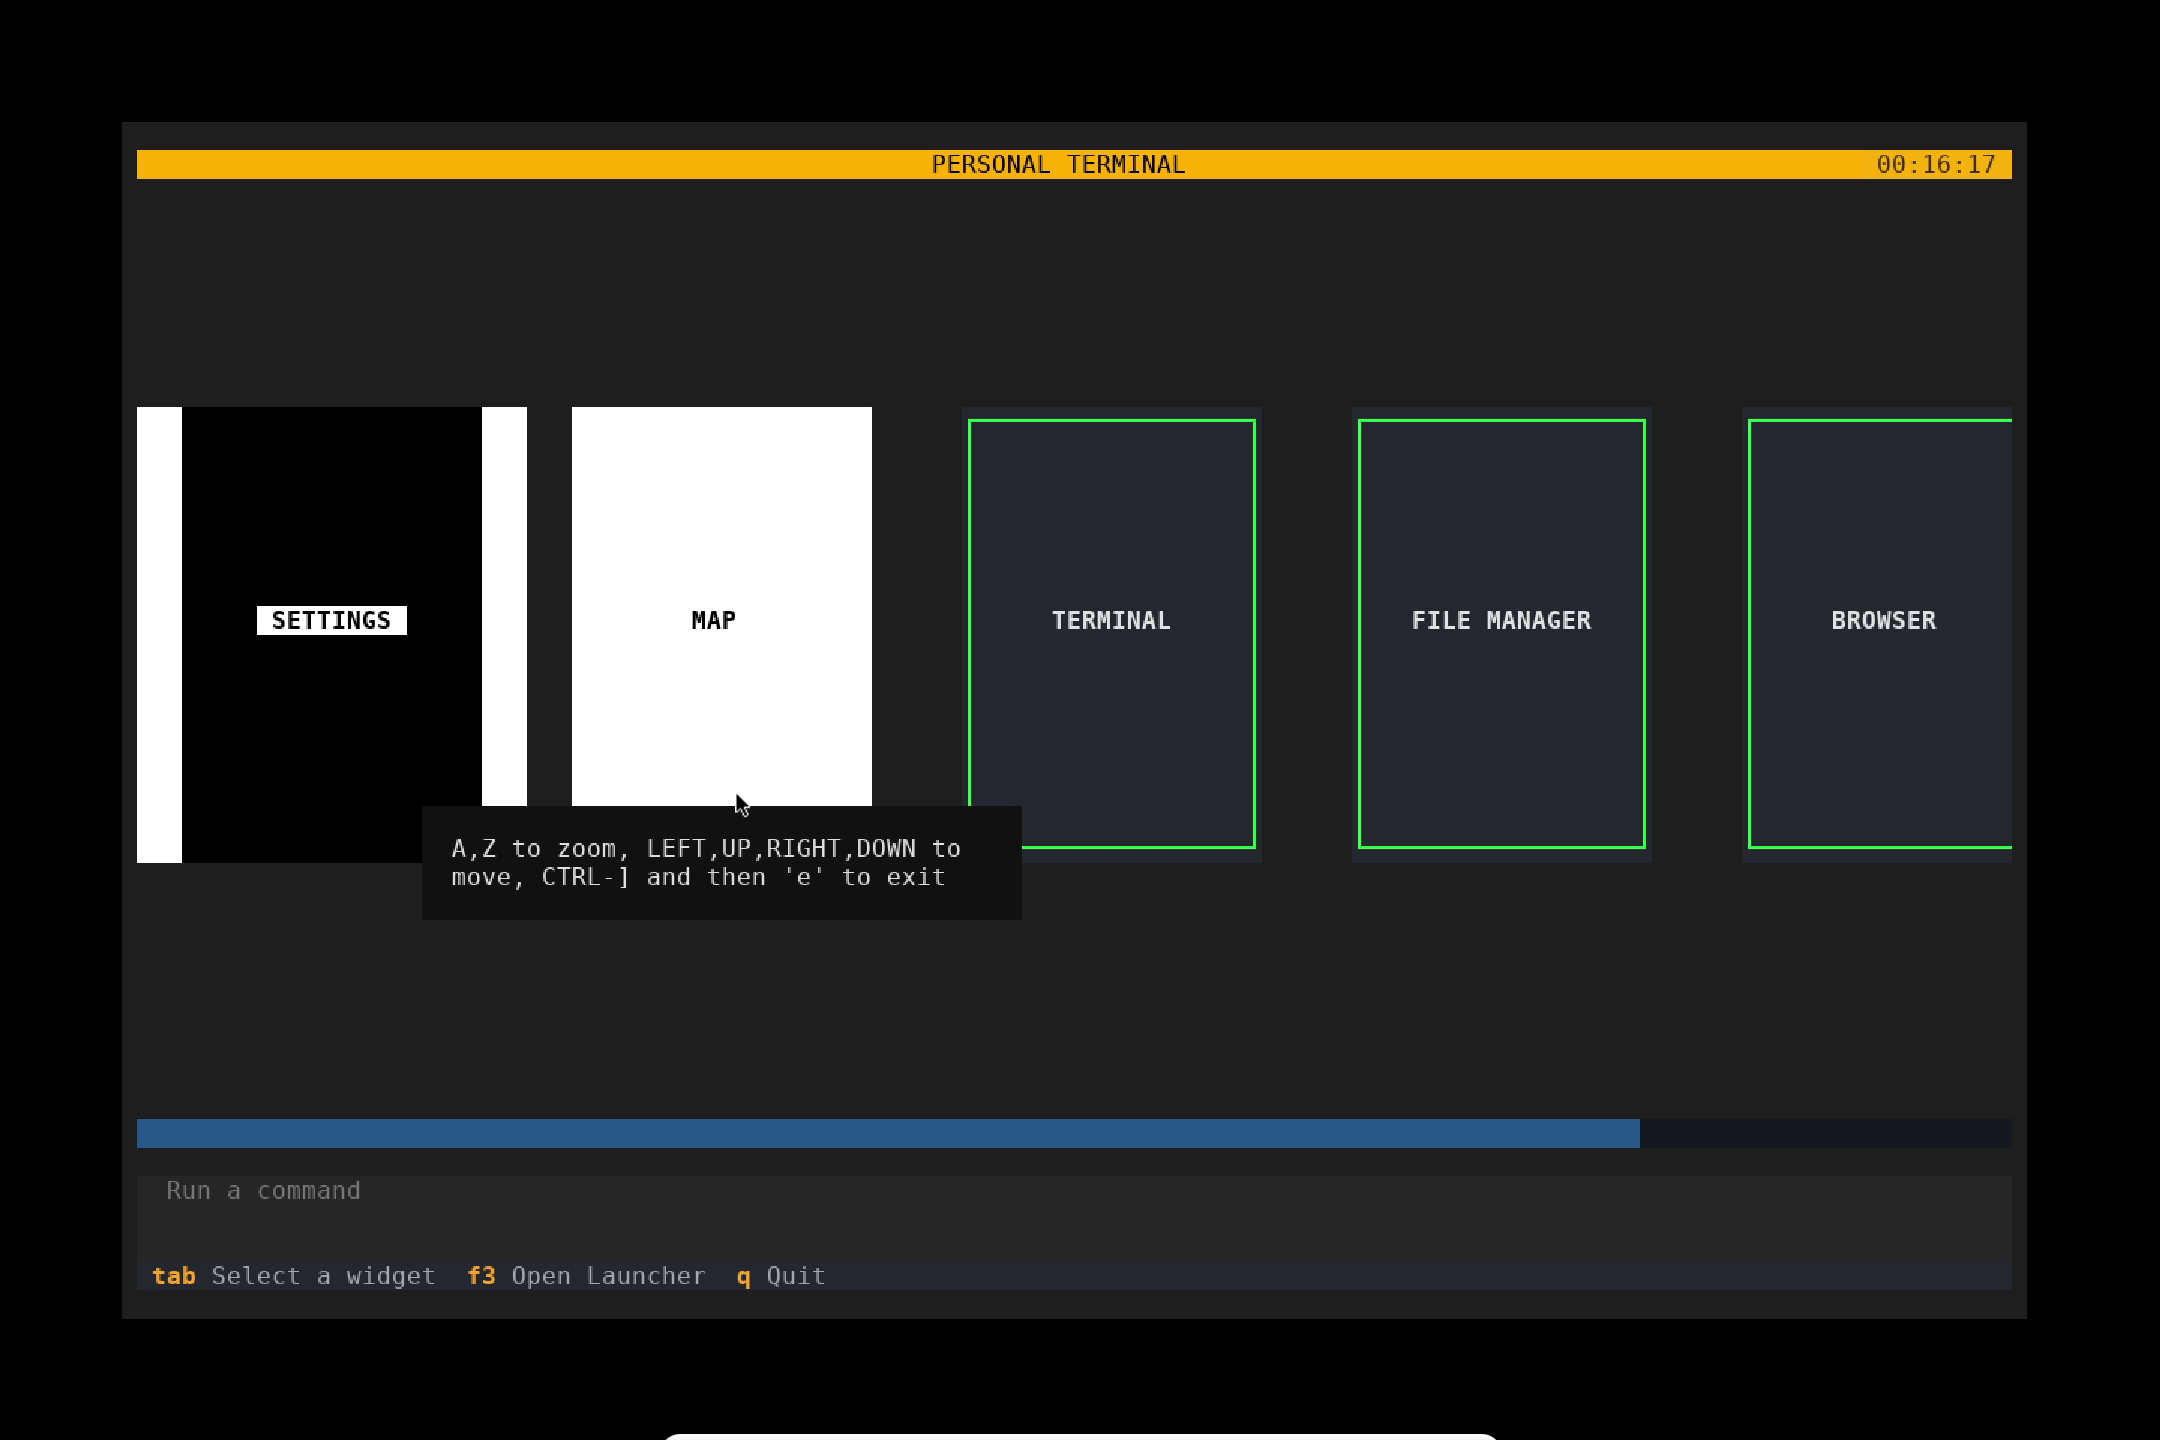 PERSONAL TERMINAL 00:16:17
SETTINGS MAP TERMINAL FILE MANAGER BROWSER
A,Z to zoom, LEFT,UP,RIGHT,DOWN to
move, CTRL-] and then 'e' to exit
Run a command
tab Select a widget f3 Open Launcher q Quit